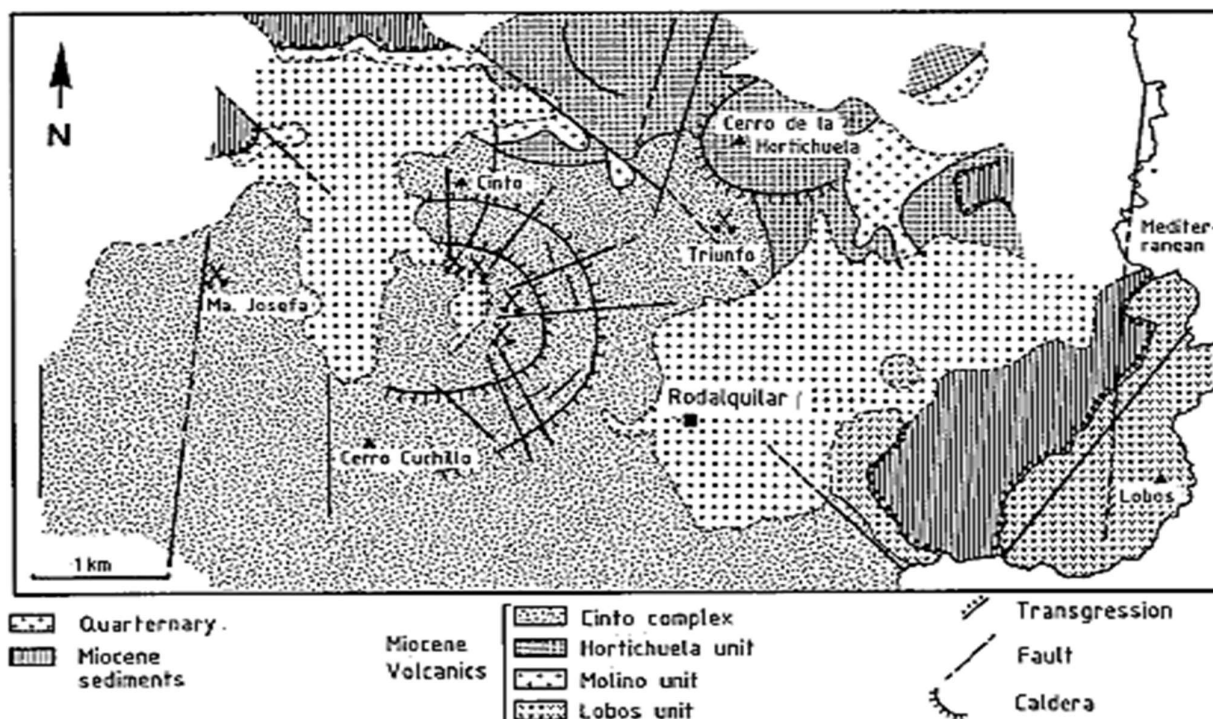 N
Cerro de la
Hortichuela
Cinto
Mediter-
ranean
Triunfo
Ma. Josefa
Rodalquilar
Cerro Cuchillo
Lobos
1 km
Quarternary.
Miocene
sediments
Miocene
Volcanics
Cinto complex
Hortichuela unit
Molino unit
Lobos unit
Transgression
Fault
Caldera